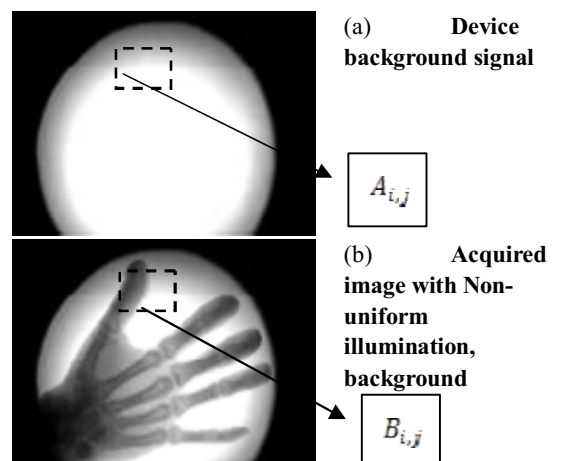 (a) Device
background signal
A_{i,j}
(b) Acquired
image with Non-
uniform
illumination,
background
B_{i,j}